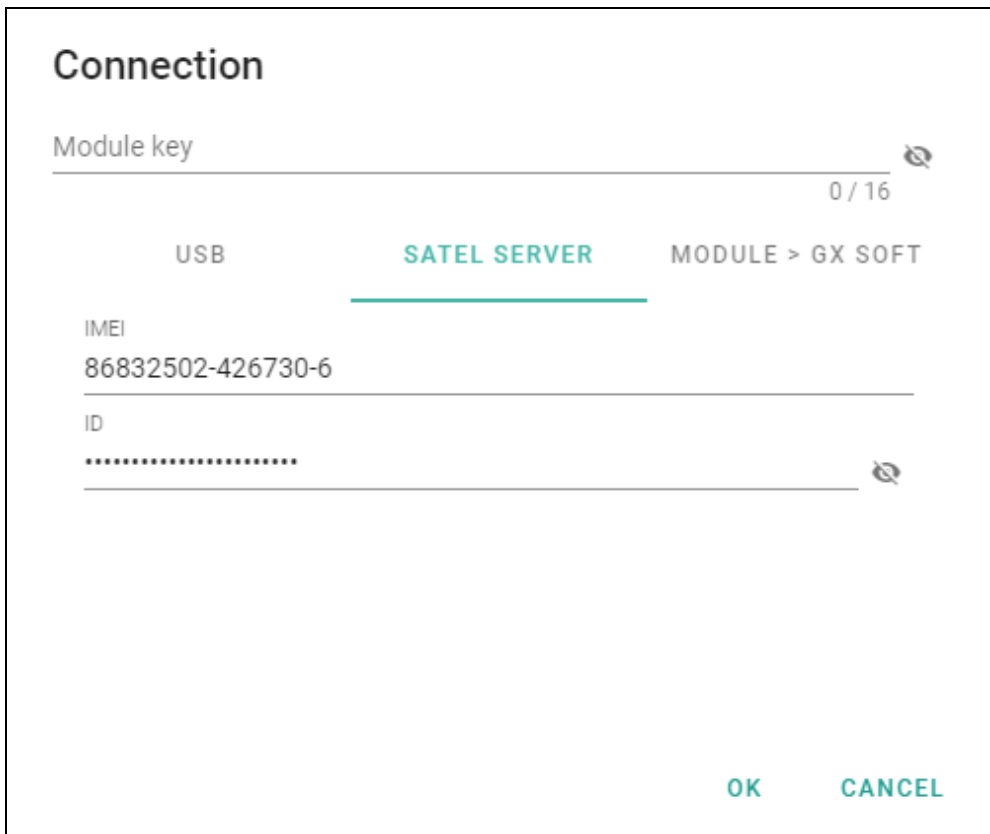 Connection
Module key
0 / 16
USB SATEL SERVER MODULE > GX SOFT
IMEI
86832502-426730-6
ID
•••••••••••••••••••••••
OK CANCEL